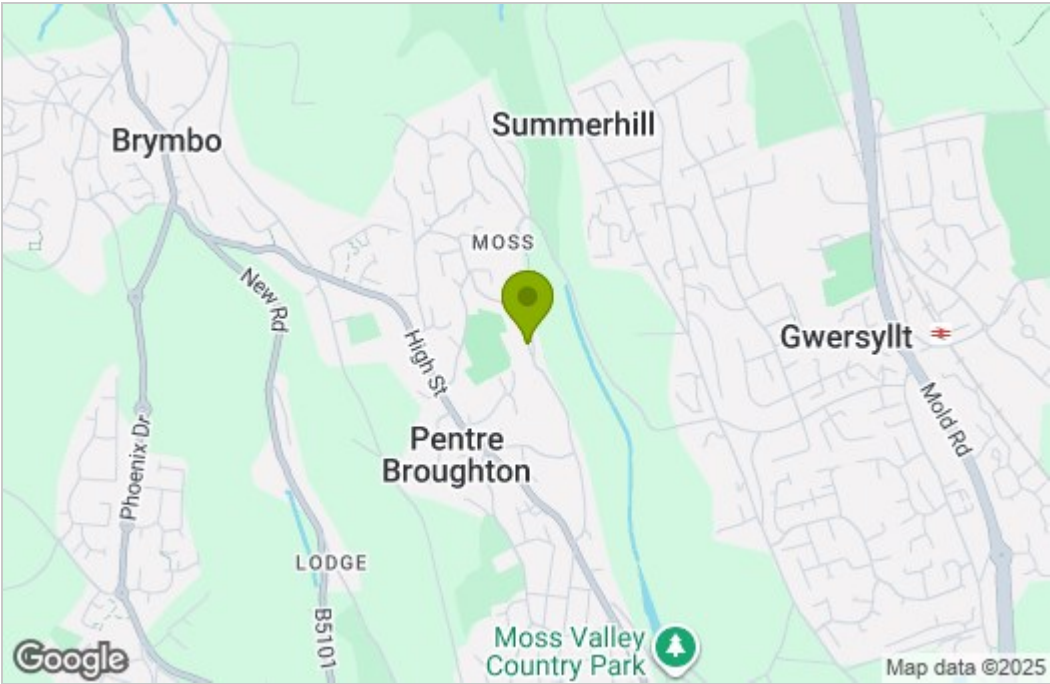 Summerhill
Brymbo
MOSS
New Rd
High St
Gwersyllt
Mold Rd
Phoenix Dr
Pentre
Broughton
LODGE
B5101
Moss Valley
Country Park
Google
Map data ©2025